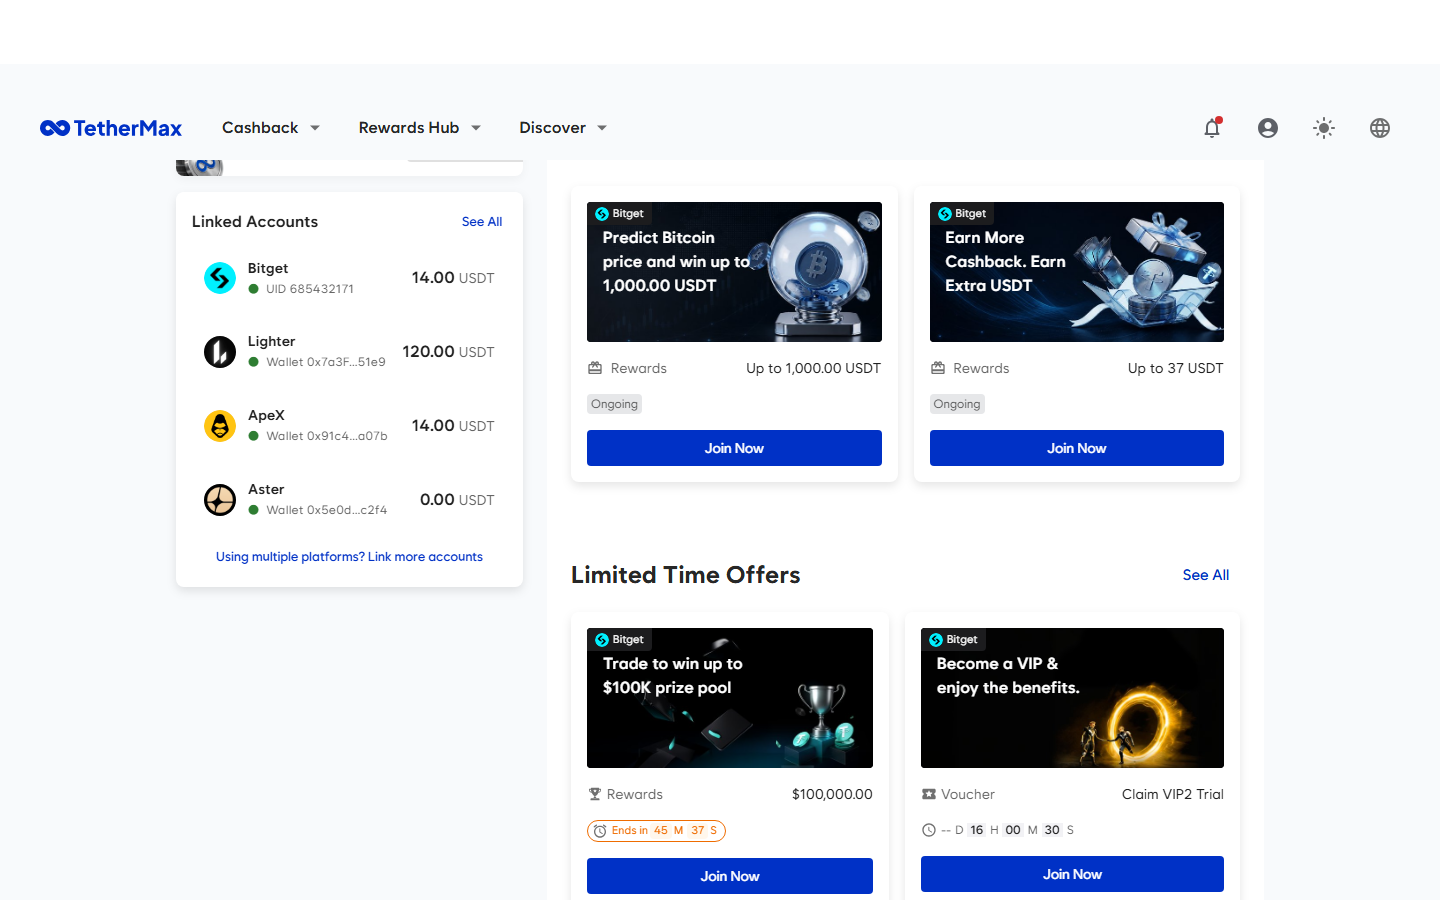 TetherMax
Cashback
Rewards Hub
Discover
Linked Accounts
See All
Bitget
UID 685432171
14.00 USDT
Lighter
Wallet 0x7a3F...51e9
120.00 USDT
ApeX
Wallet 0x91c4...a07b
14.00 USDT
Aster
Wallet 0x5e0d...c2f4
0.00 USDT
Using multiple platforms? Link more accounts
Bitget
Predict Bitcoin
price and win up to
1,000.00 USDT
Rewards
Up to 1,000.00 USDT
Ongoing
Join Now
Bitget
Earn More
Cashback. Earn
Extra USDT
Rewards
Up to 37 USDT
Ongoing
Join Now
Limited Time Offers
See All
Bitget
Trade to win up to
$100K prize pool
Rewards
$100,000.00
Ends in 45 M 37 S
Join Now
Bitget
Become a VIP &
enjoy the benefits.
Voucher
Claim VIP2 Trial
-- D 16 H 00 M 30 S
Join Now